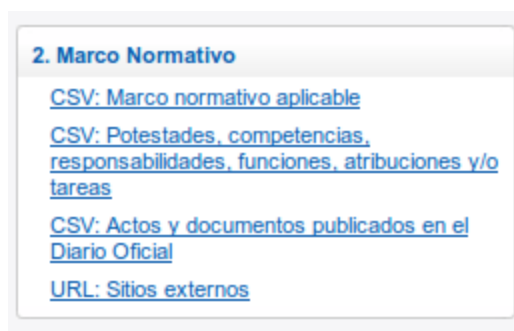 2. Marco Normativo
CSV: Marco normativo aplicable
CSV: Potestades, competencias,
responsabilidades, funciones, atribuciones y/o
tareas
CSV: Actos y documentos publicados en el
Diario Oficial
URL: Sitios externos